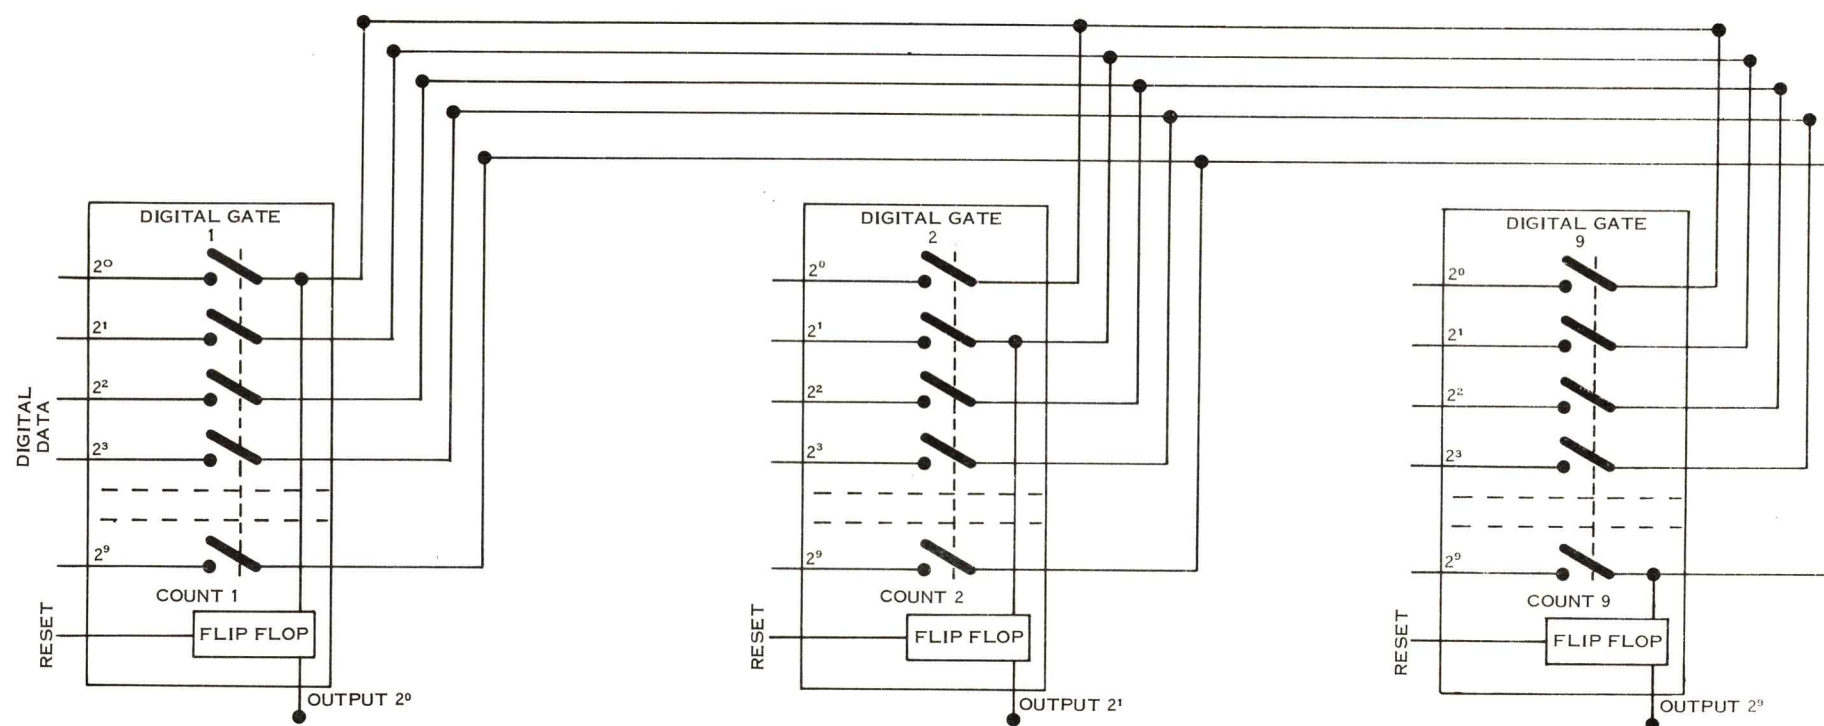 DIGITAL GATE
1
2⁰
2¹
2²
2³
2⁹
DIGITAL
DATA
COUNT 1
RESET
FLIP FLOP
OUTPUT 2⁰
DIGITAL GATE
2
2⁰
2¹
2²
2³
2⁹
COUNT 2
RESET
FLIP FLOP
OUTPUT 2¹
DIGITAL GATE
9
2⁰
2¹
2²
2³
2⁹
COUNT 9
RESET
FLIP FLOP
OUTPUT 2⁹